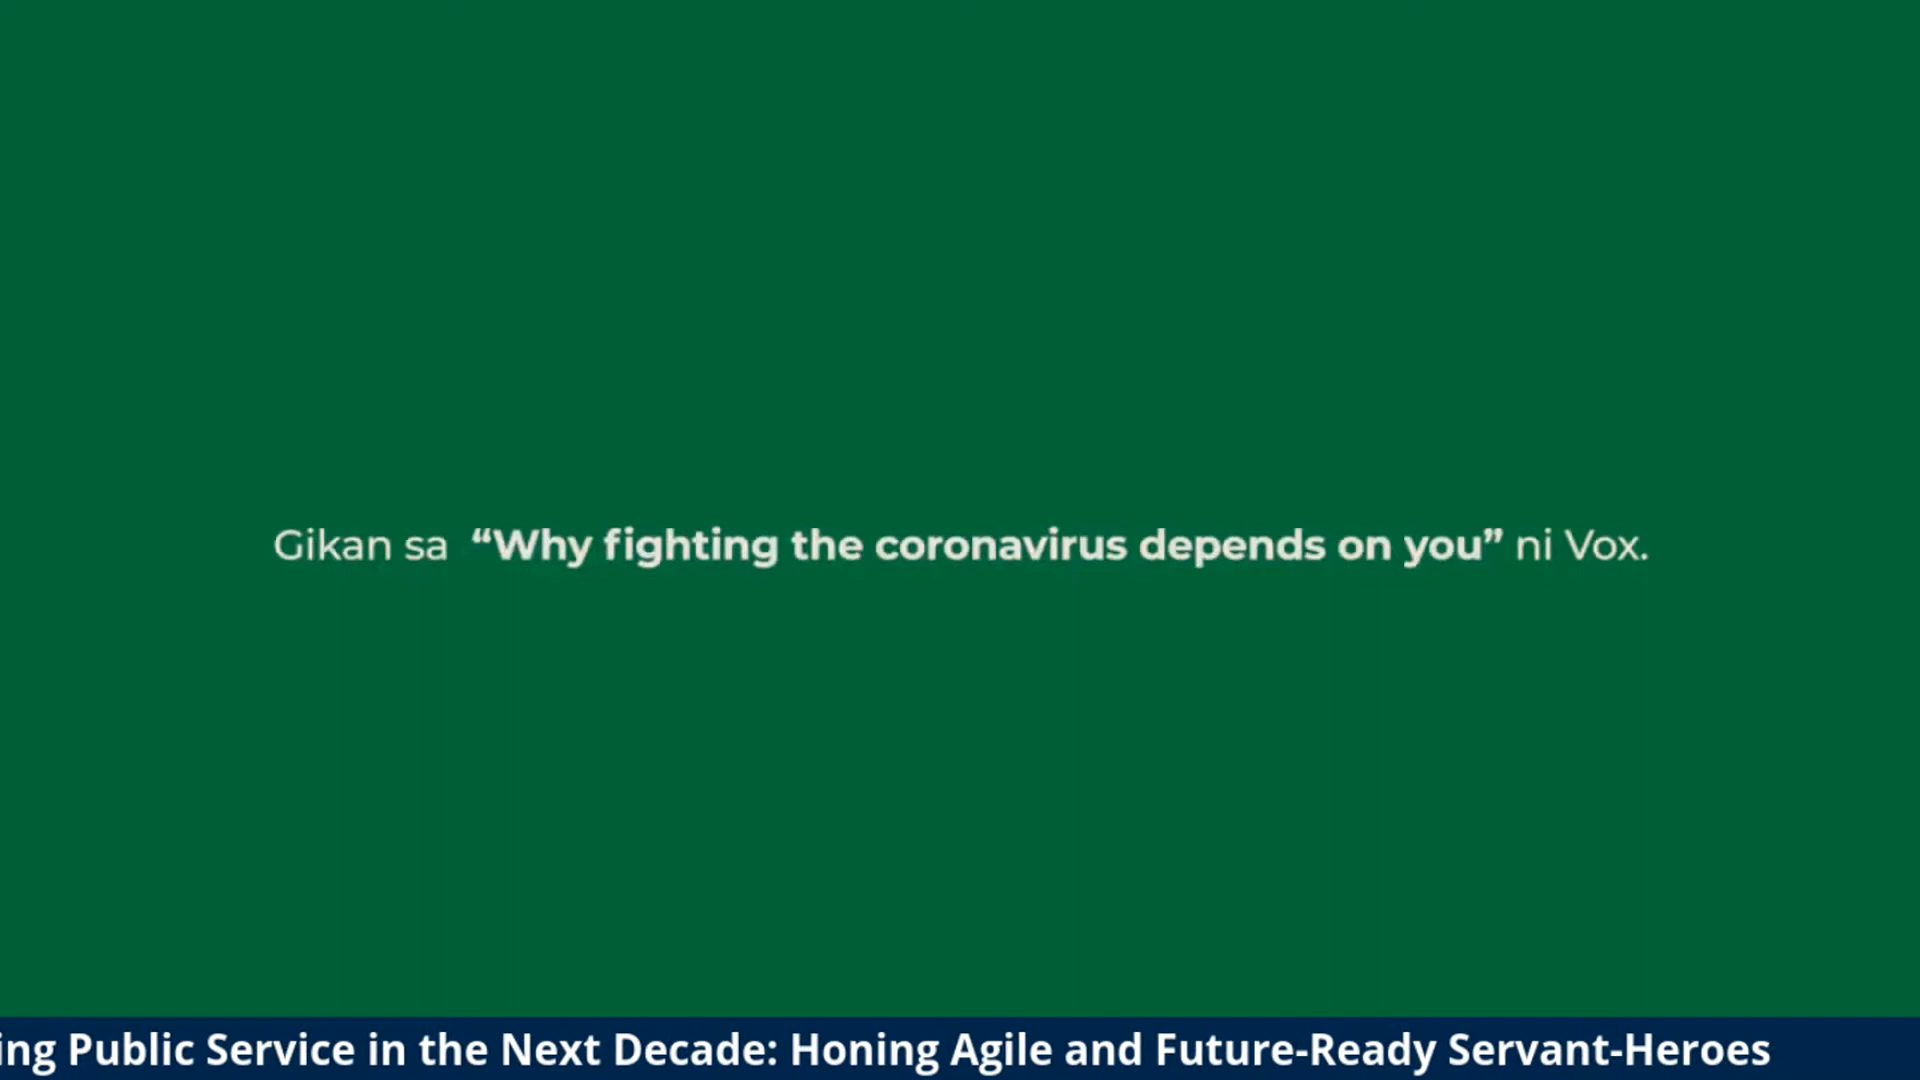 Gikan sa “Why fighting the coronavirus depends on you” ni Vox.
Public Service in the Next Decade: Honing Agile and Future-Ready Servant-Heroes